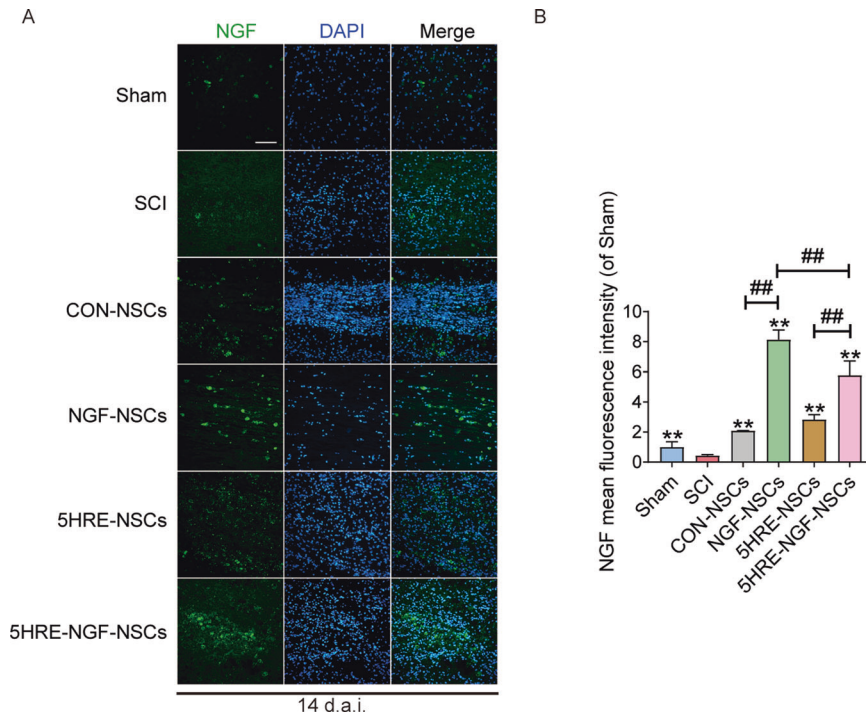 A
NGF DAPI Merge
Sham
SCI
CON-NSCs
NGF-NSCs
5HRE-NSCs
5HRE-NGF-NSCs
14 d.a.i.
B
NGF mean fluorescence intensity (of Sham)
10
8
6
4
2
0
**
**
**
**
**
##
##
##
Sham
SCI
CON-NSCs
NGF-NSCs
5HRE-NSCs
5HRE-NGF-NSCs